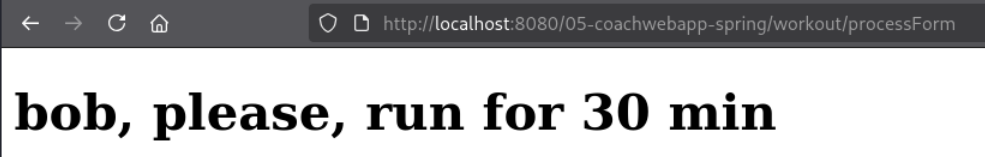 http://localhost:8080/05-coachwebapp-spring/workout/processForm
bob, please, run for 30 min